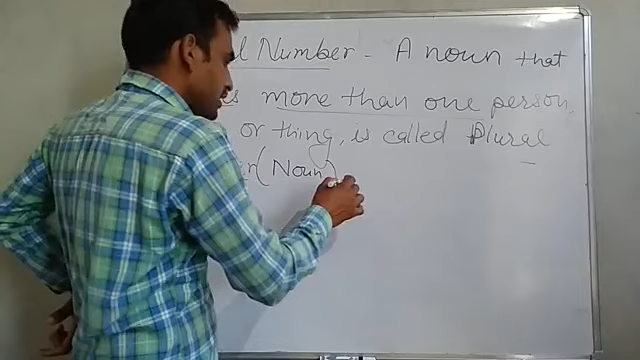 Number - A noun that
more than one person,
or thing, is called Plural
(Noun)